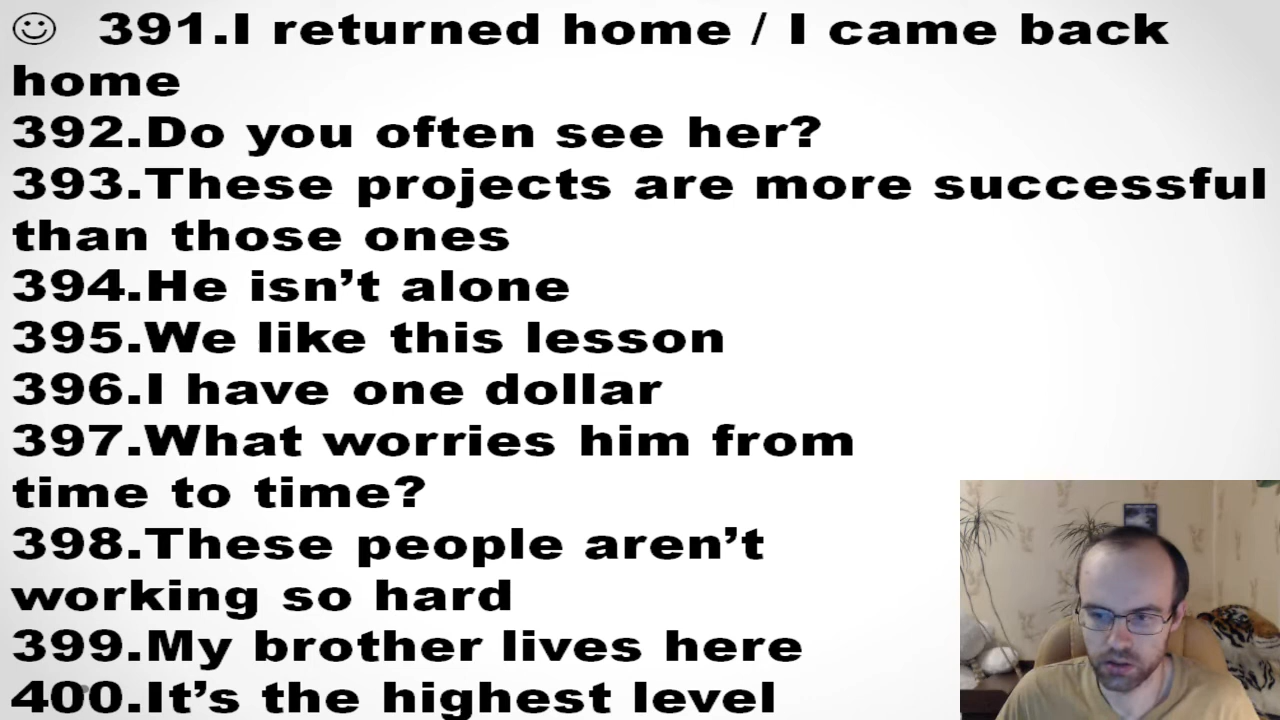 ☺ 391.I returned home / I came back
home
392.Do you often see her?
393.These projects are more successful
than those ones
394.He isn’t alone
395.We like this lesson
396.I have one dollar
397.What worries him from
time to time?
398.These people aren’t
working so hard
399.My brother lives here
400.It’s the highest level